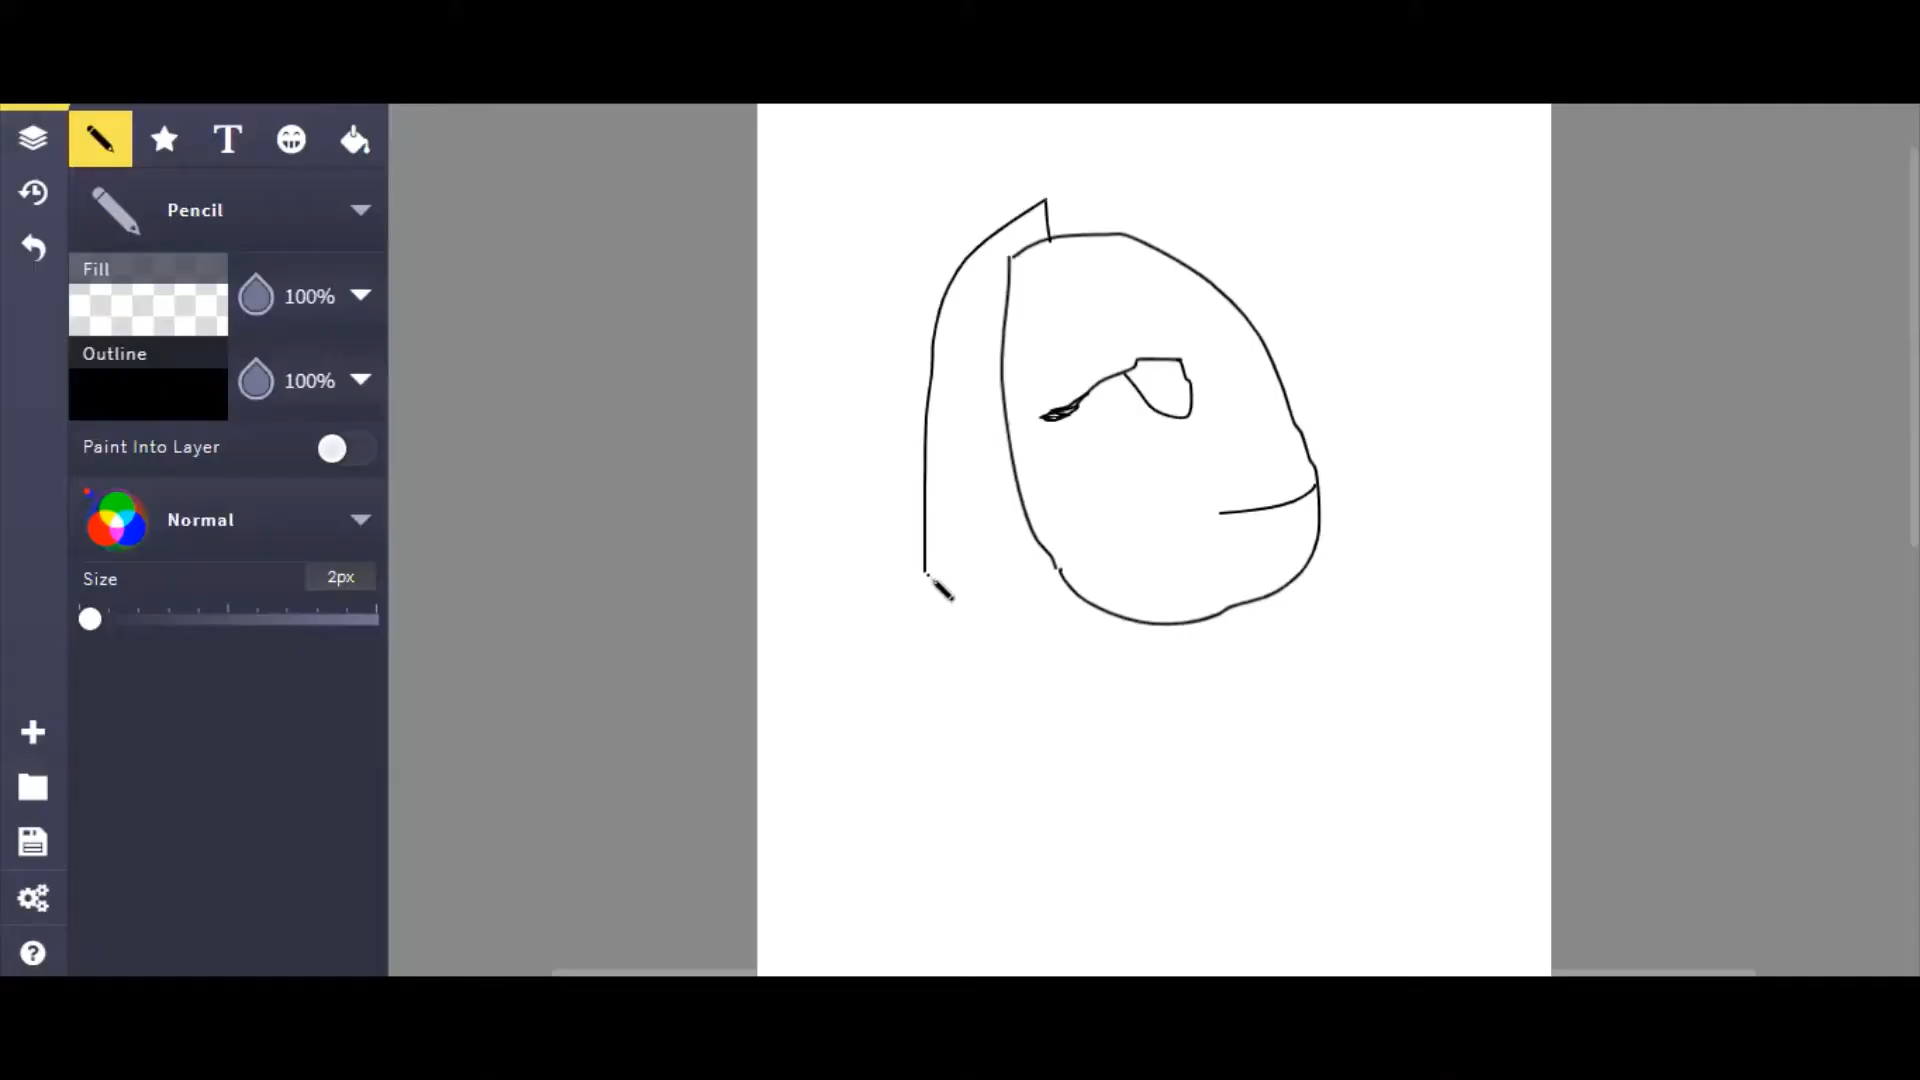 T
Pencil
Fill
100%
Outline
100%
Paint Into Layer
Normal
Size
2px
?